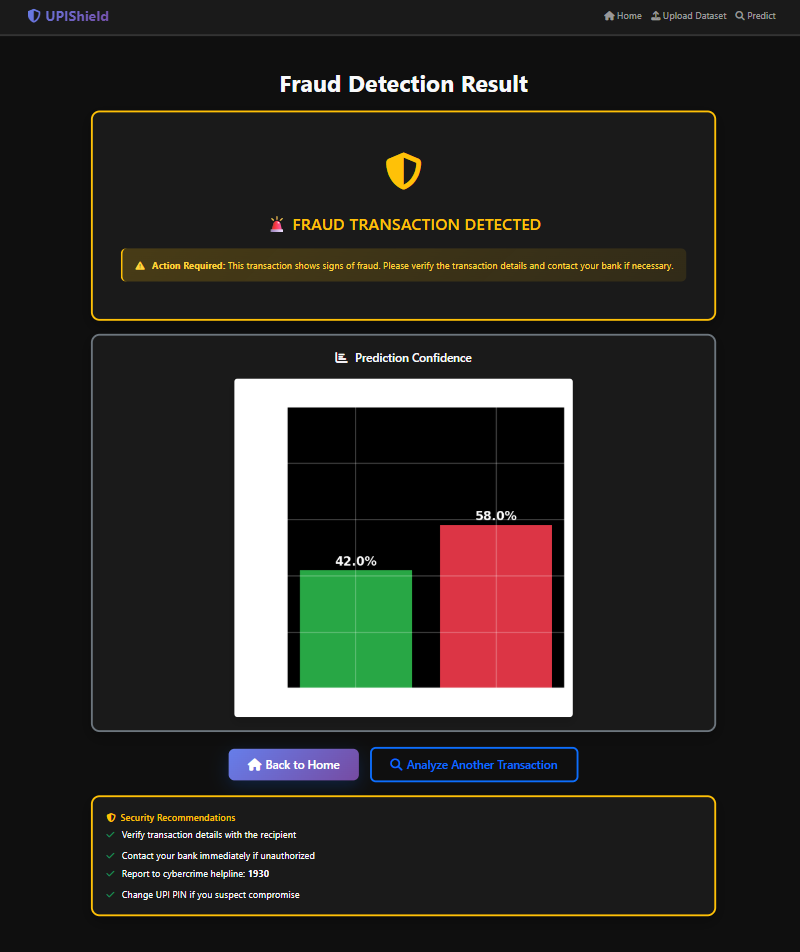 UPIShield
Home Upload Dataset Predict
Fraud Detection Result
🚨 FRAUD TRANSACTION DETECTED
Action Required: This transaction shows signs of fraud. Please verify the transaction details and contact your bank if necessary.
Prediction Confidence
58.0%
42.0%
Back to Home
Analyze Another Transaction
Security Recommendations
Verify transaction details with the recipient
Contact your bank immediately if unauthorized
Report to cybercrime helpline: 1930
Change UPI PIN if you suspect compromise